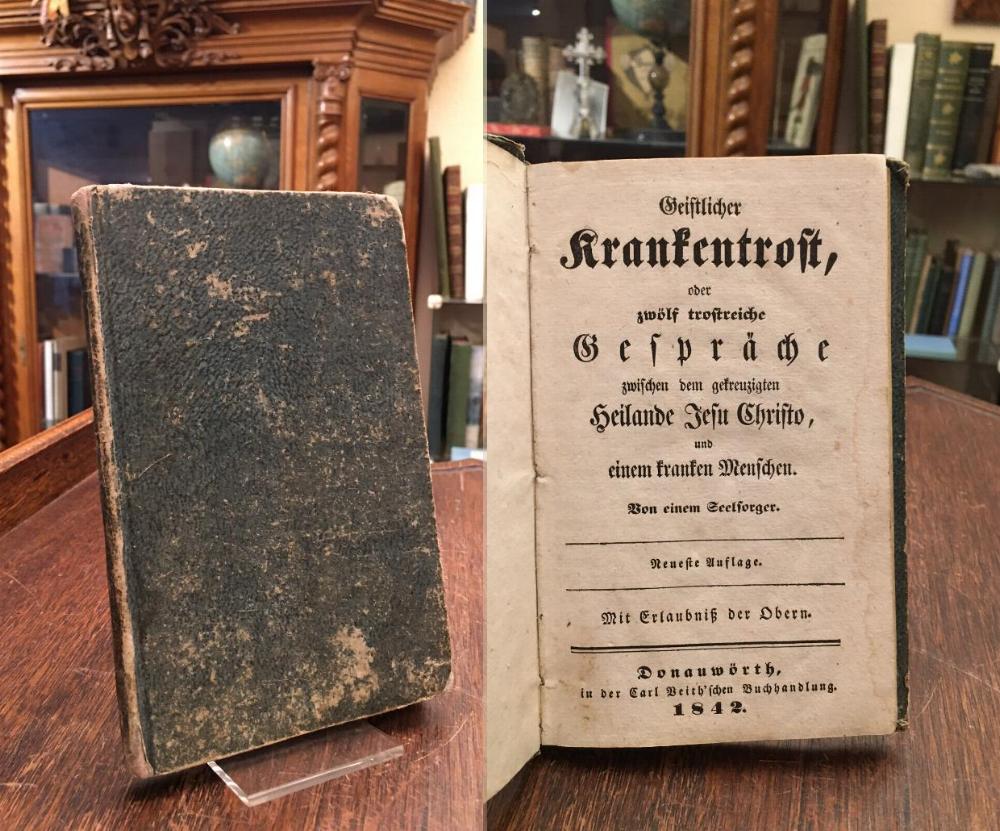 Geistlicher
Krankentrost,
oder
zwölf trostreiche
Gespräche
zwischen dem gekreuzigten
Heilande Jesu Christo,
und
einem kranken Menschen.
Von einem Seelsorger.
Neueste Auflage.
Mit Erlaubniß der Obern.
Donauwörth,
in der Carl Veith'schen Buchhandlung.
1842.